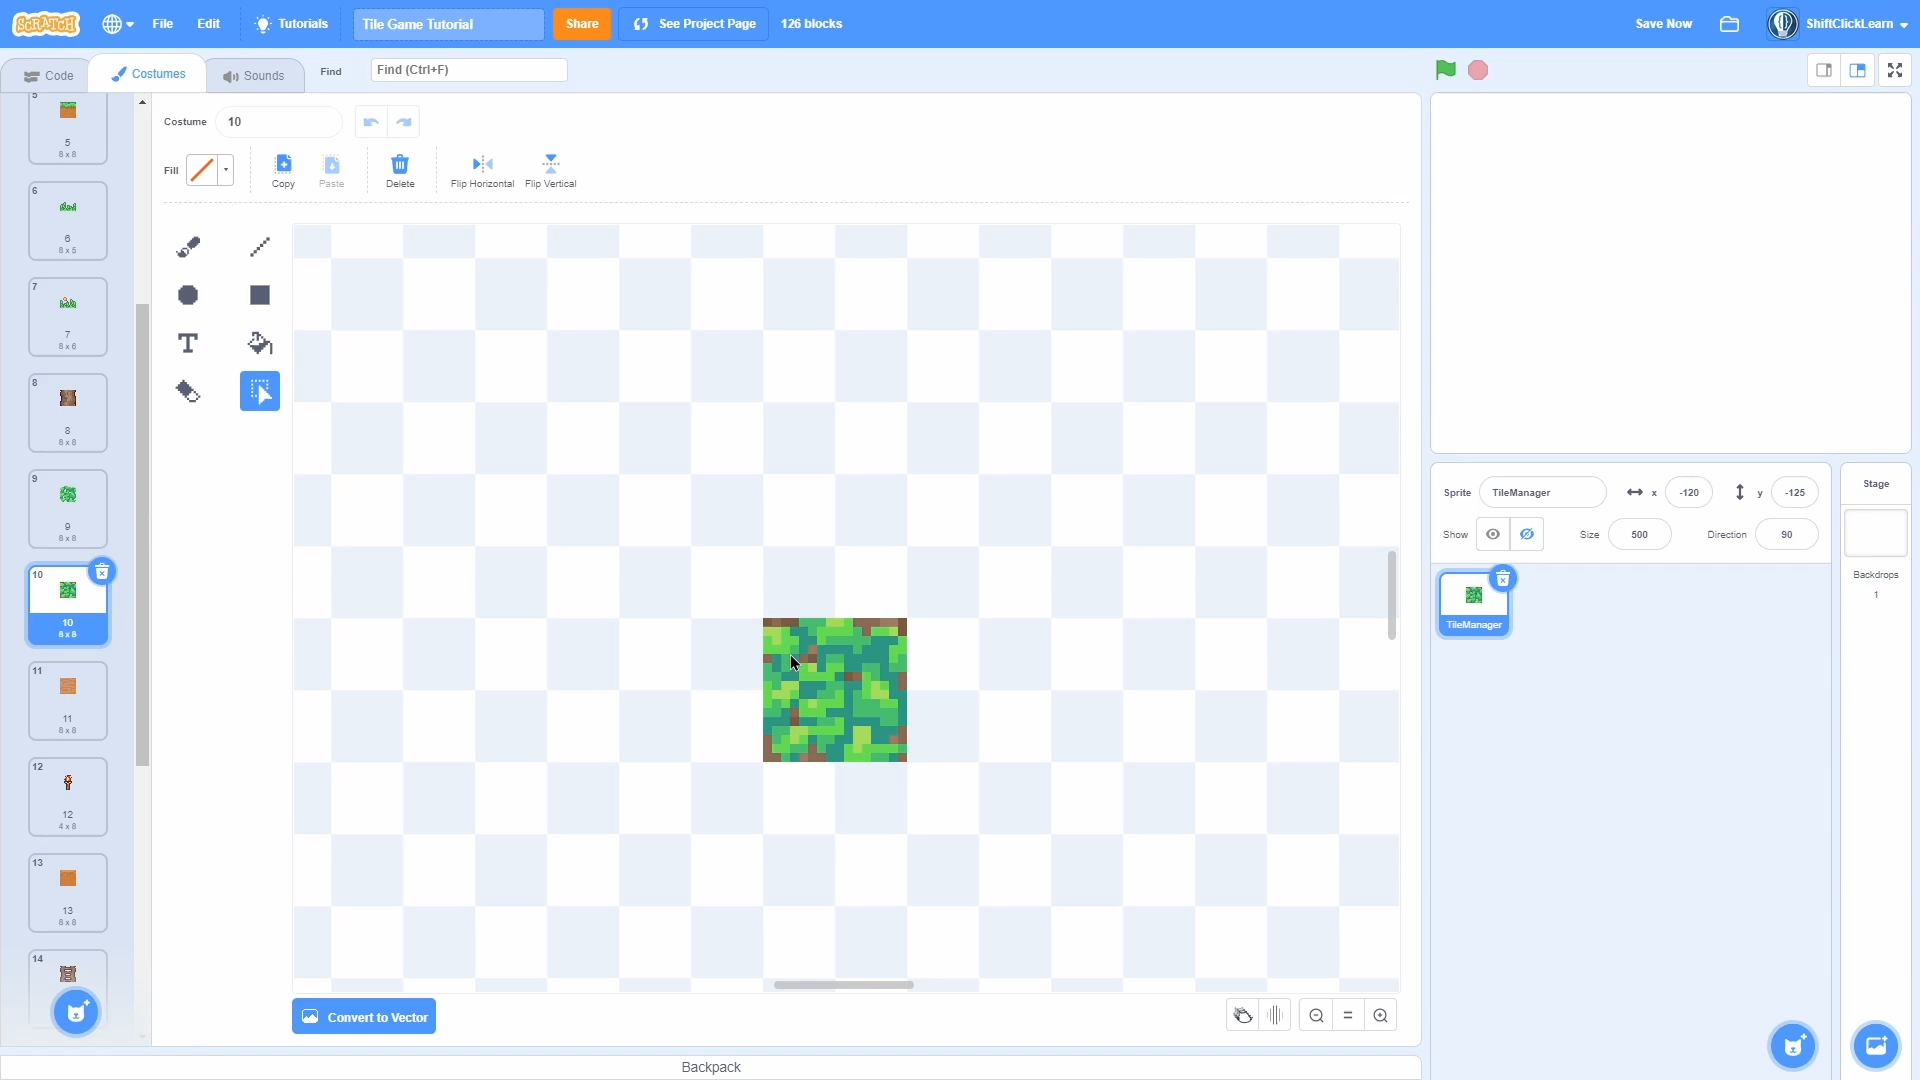 SCRATCH File Edit Tutorials Tile Game Tutorial Share See Project Page 126 blocks Save Now ShiftClickLearn
Code Costumes Sounds Find Find (Ctrl+F)
5
5
8 x 8
6
6
8 x 5
7
7
8 x 6
8
8
8 x 8
9
9
8 x 8
10
10
8 x 8
11
11
8 x 8
12
12
4 x 8
13
13
8 x 8
14
Costume 10
Fill Copy Paste Delete Flip Horizontal Flip Vertical
T
Convert to Vector
Backpack
Sprite TileManager x -120 y -125
Show Size 500 Direction 90
TileManager
Stage
Backdrops
1